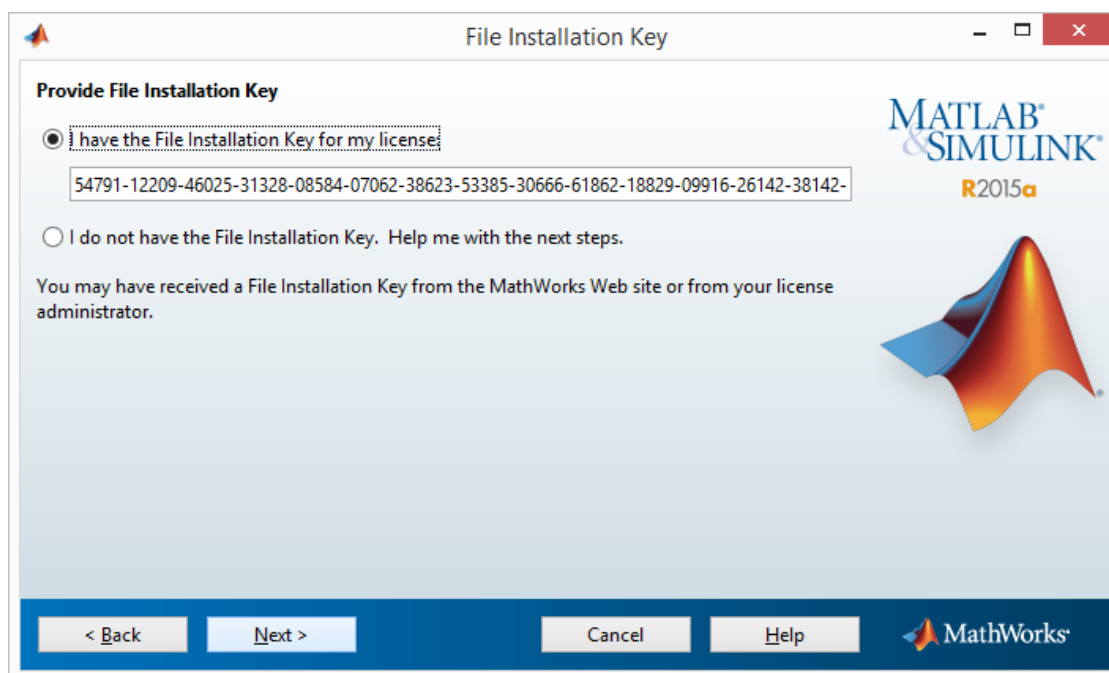 File Installation Key
Provide File Installation Key
I have the File Installation Key for my license:
54791-12209-46025-31328-08584-07062-38623-53385-30666-61862-18829-09916-26142-38142-
I do not have the File Installation Key. Help me with the next steps.
You may have received a File Installation Key from the MathWorks Web site or from your license
administrator.
MATLAB®
&SIMULINK®
R2015a
®
< Back
Next >
Cancel
Help
MathWorks®